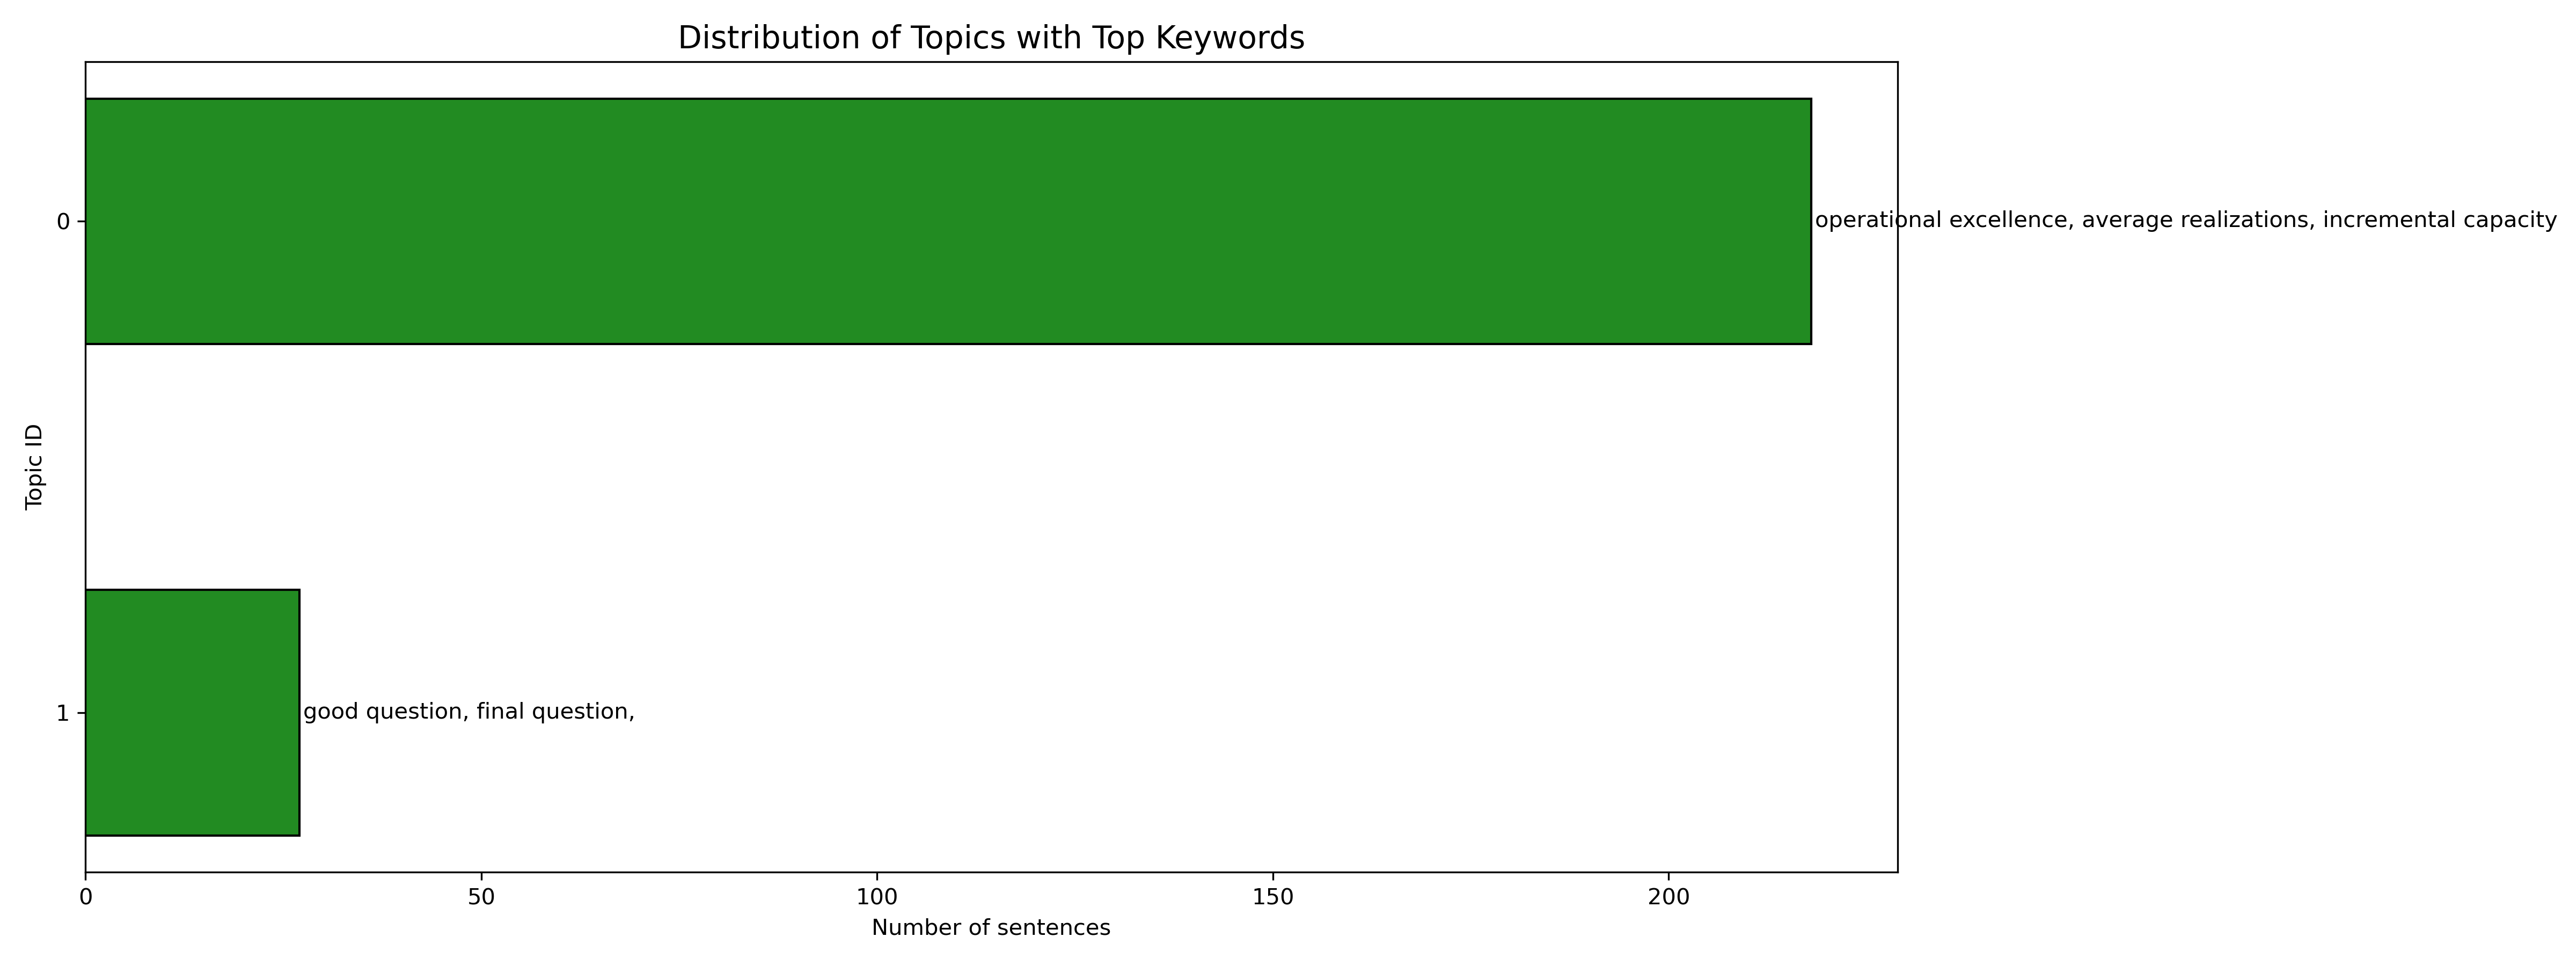 Distribution of Topics with Top Keywords
0
operational excellence, average realizations, incremental capacity
Topic ID
1
good question, final question,
0 50 100 150 200
Number of sentences